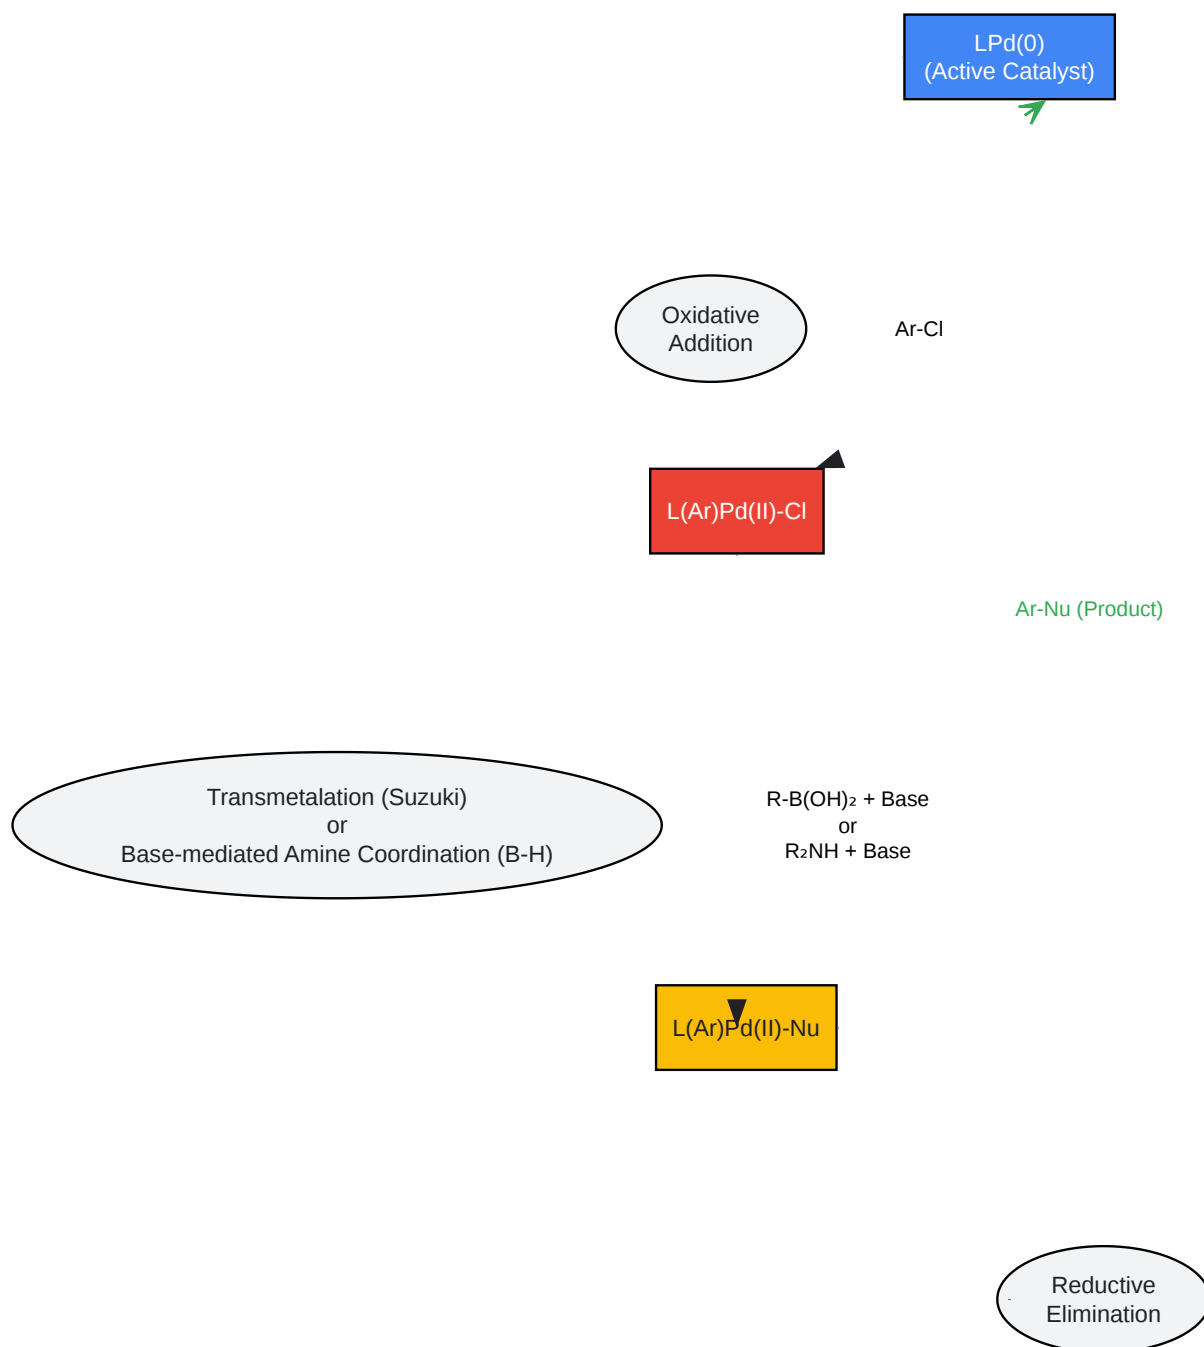 LPd(0)
(Active Catalyst)
Oxidative
Addition
Ar-Cl
L(Ar)Pd(II)-Cl
Ar-Nu (Product)
Transmetalation (Suzuki)
or
Base-mediated Amine Coordination (B-H)
R-B(OH)₂ + Base
or
R₂NH + Base
L(Ar)Pd(II)-Nu
Reductive
Elimination